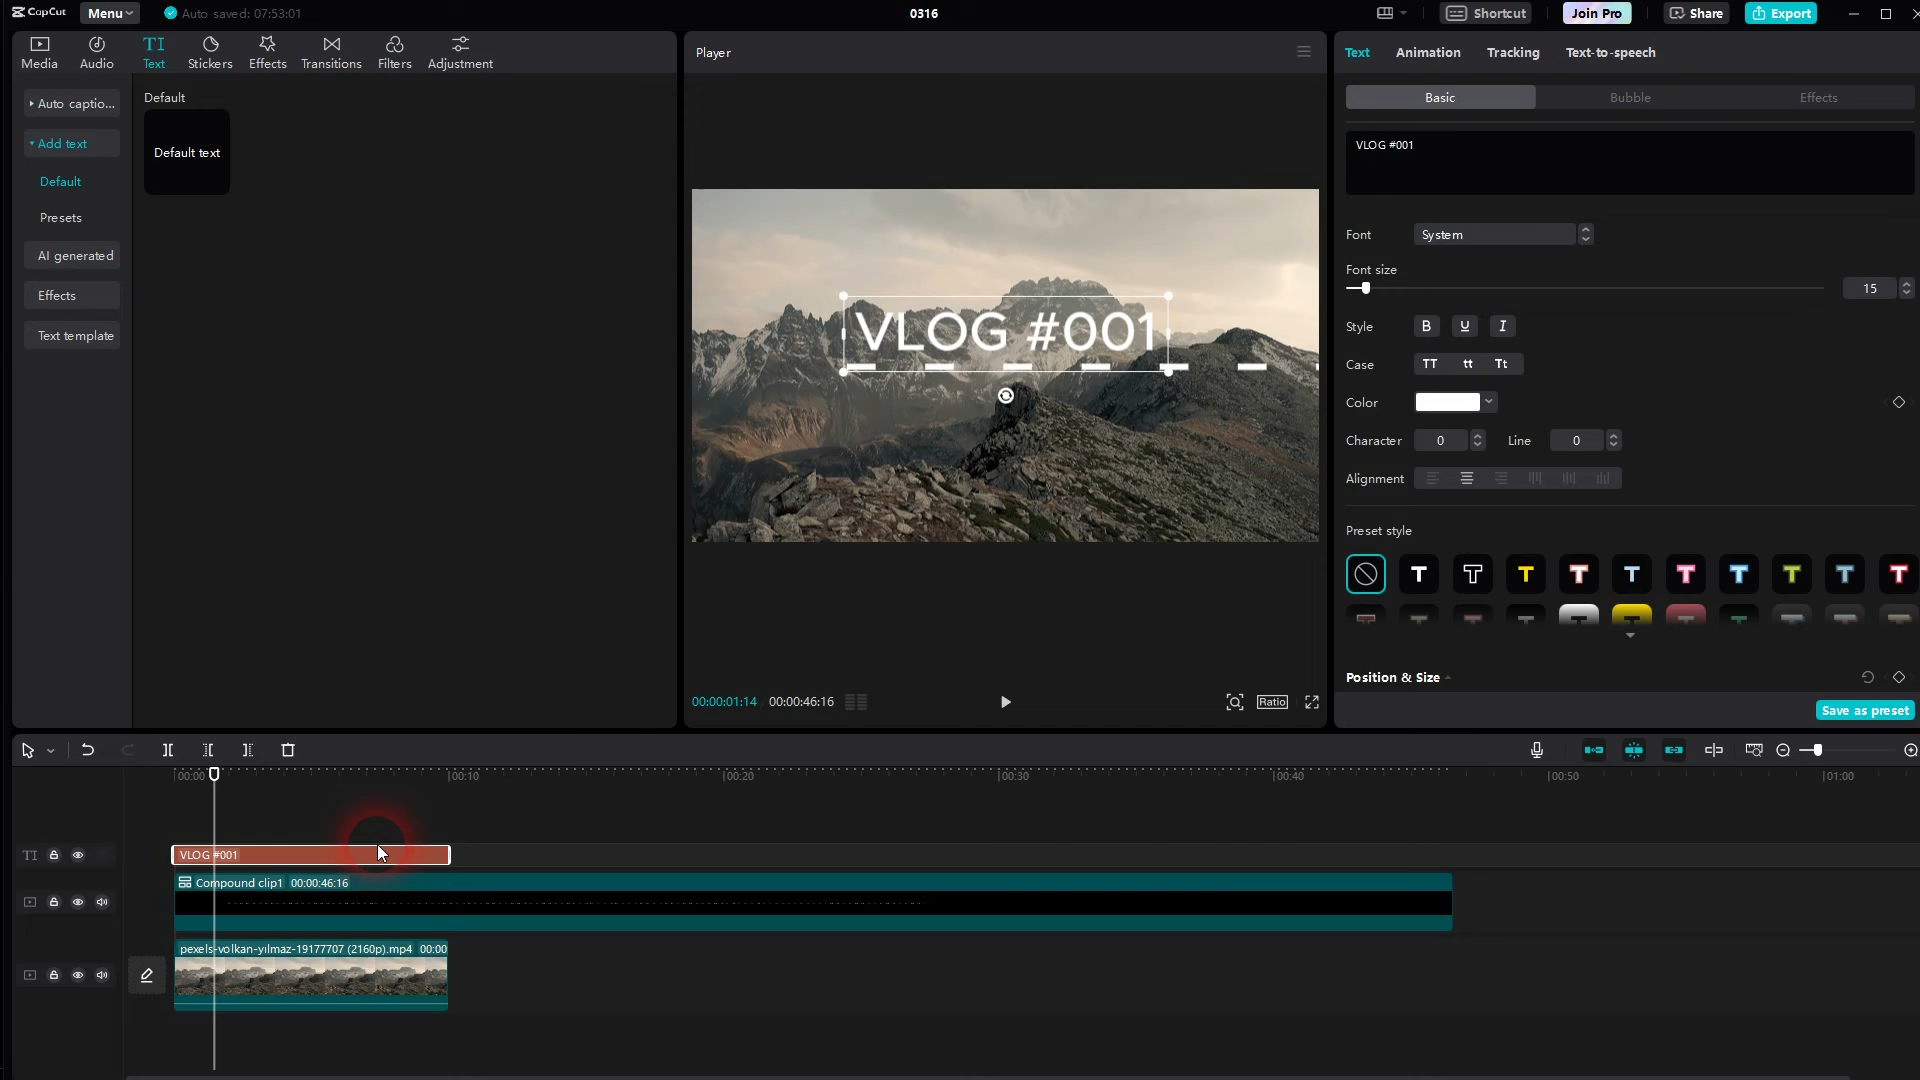 CapCut
Menu
Auto saved: 07:53:01
0316
Shortcut
Join Pro
Share
Export
Media
Audio
TI
Text
Stickers
Effects
Transitions
Filters
Adjustment
Auto captio...
Add text
Default
Presets
AI generated
Effects
Text template
Default
Default text
Player
VLOG #001
00:00:01:14
00:00:46:16
Ratio
Text
Animation
Tracking
Text-to-speech
Basic
Bubble
Effects
VLOG #001
Font
System
Font size
15
Style
B
U
I
Case
TT
tt
Tt
Color
Character
0
Line
0
Alignment
Preset style
T T T T T T T T T T
Position & Size
Save as preset
00:00
00:10
00:20
00:30
00:40
00:50
01:00
TI
VLOG #001
Compound clip1 00:00:46:16
pexels-volkan-yılmaz-19177707 (2160p).mp4 00:00